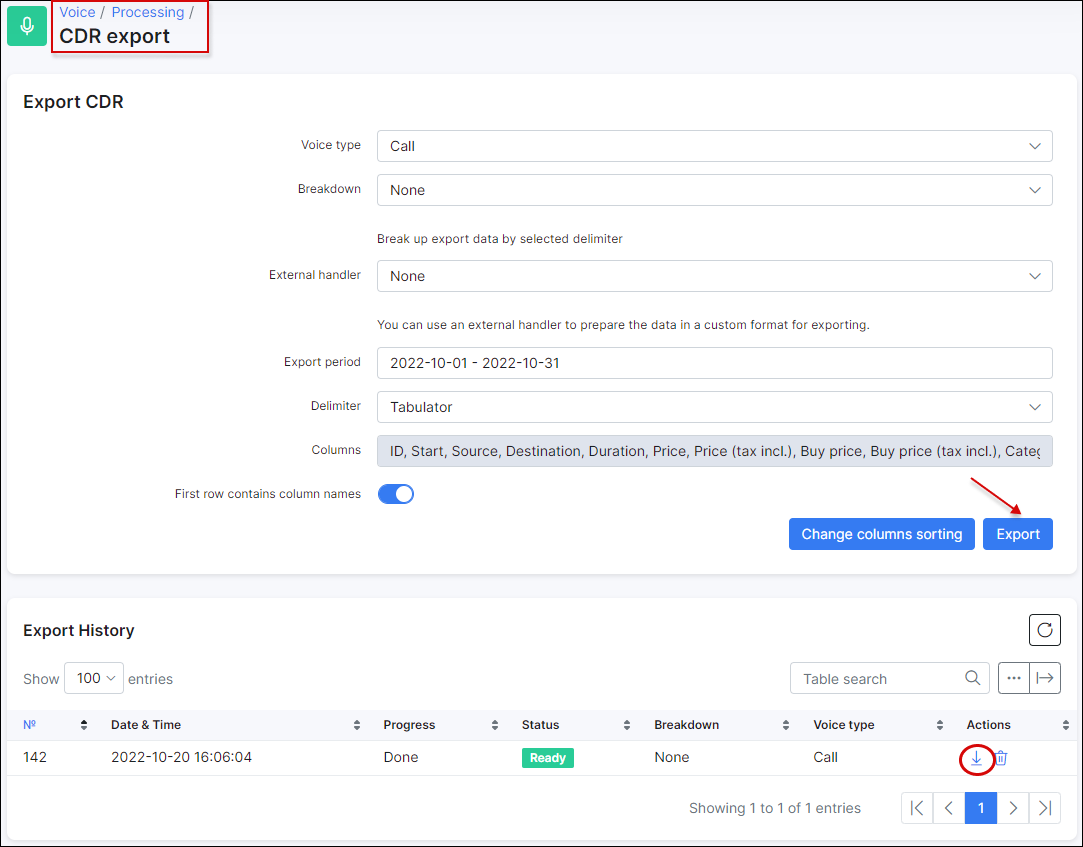 Voice / Processing /
CDR export
Export CDR
Voice type Call
Breakdown None
Break up export data by selected delimiter
External handler None
You can use an external handler to prepare the data in a custom format for exporting.
Export period 2022-10-01 - 2022-10-31
Delimiter Tabulator
Columns ID, Start, Source, Destination, Duration, Price, Price (tax incl.), Buy price, Buy price (tax incl.), Categ
First row contains column names
Change columns sorting Export
Export History
Show 100 entries Table search
№ Date & Time Progress Status Breakdown Voice type Actions
142 2022-10-20 16:06:04 Done Ready None Call
Showing 1 to 1 of 1 entries 1